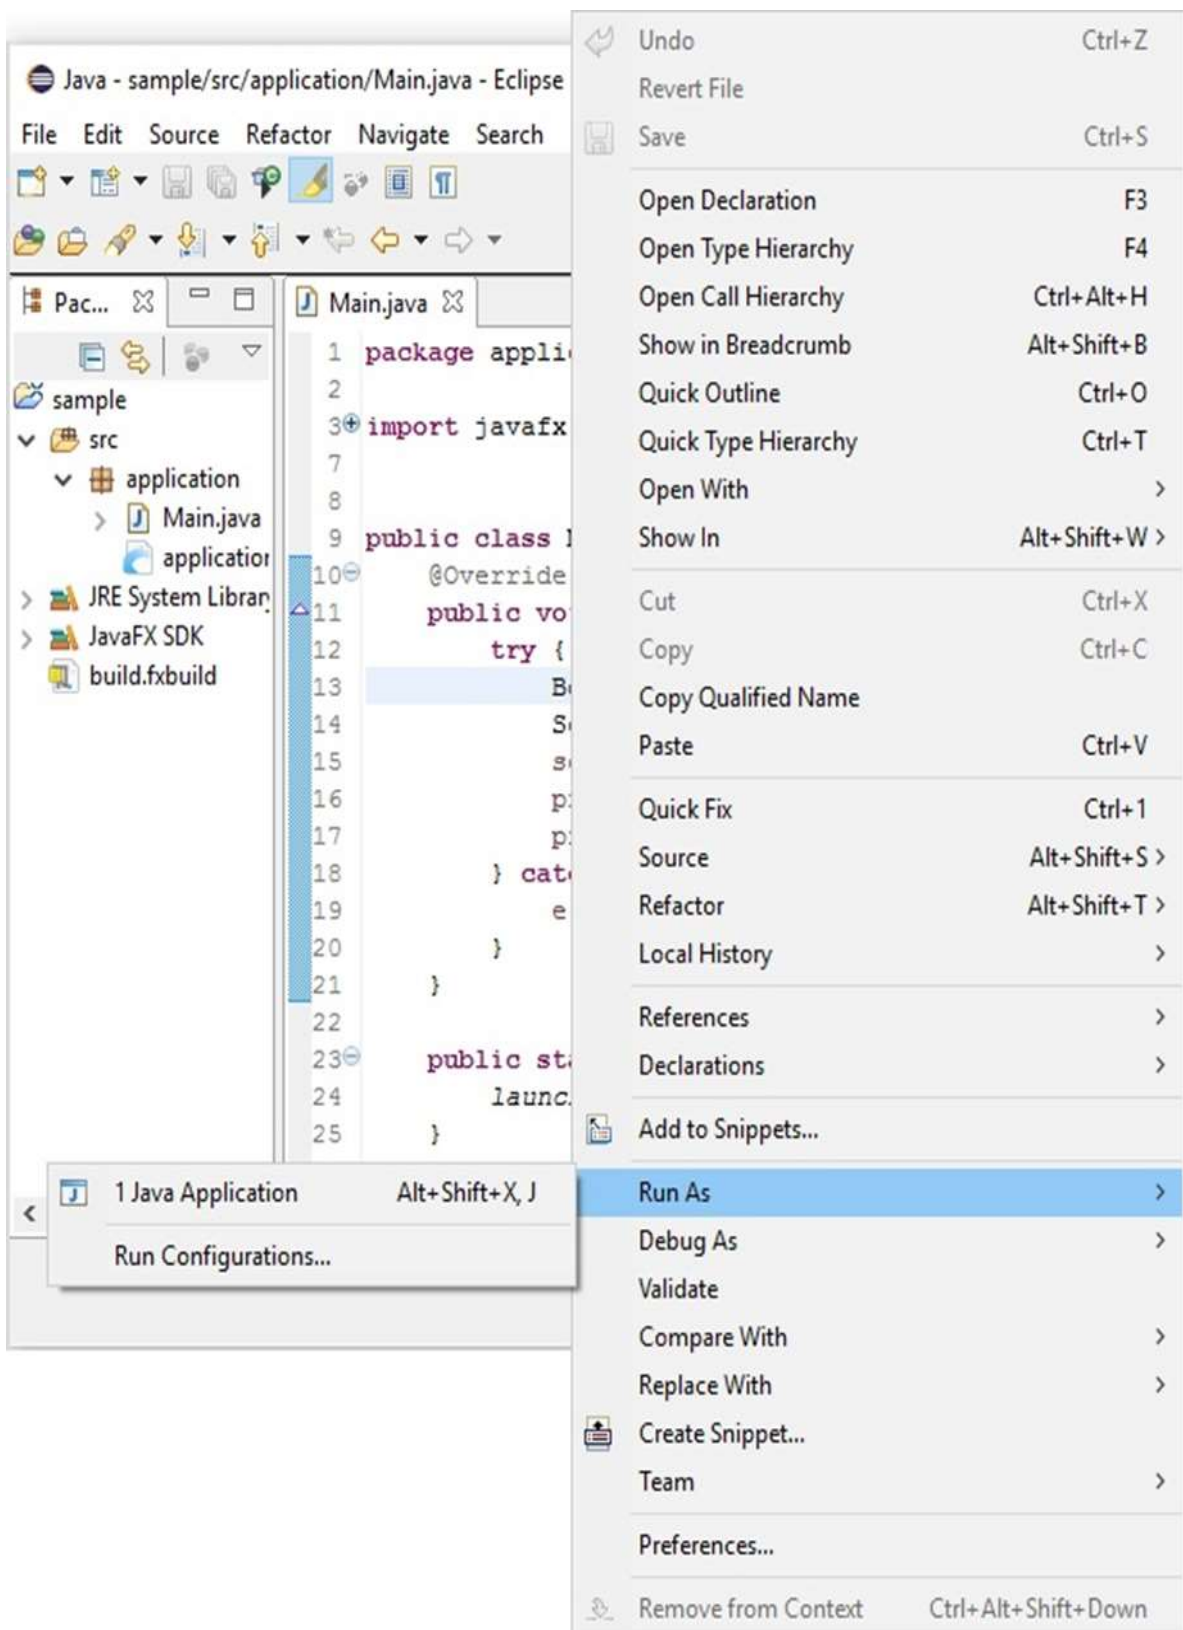 Java - sample/src/application/Main.java - Eclipse
File Edit Source Refactor Navigate Search
Pac...
sample
src
application
Main.java
JRE System
JavaFX SDK
build.fxbuild
Main.java
1 package
2
3 import javafx
7
8
9 public class
10 @Override
11 public
12 try {
13
14
15
16
17
18 }
19 e
20 }
21 }
22
23 public
24
25 }
Undo Ctrl+Z
Revert File
Save Ctrl+S
Open Declaration F3
Open Type Hierarchy F4
Open Call Hierarchy Ctrl+Alt+H
Show in Breadcrumb Alt+Shift+B
Quick Outline Ctrl+O
Quick Type Hierarchy Ctrl+T
Open With >
Show In Alt+Shift+W >
Cut Ctrl+X
Copy Ctrl+C
Copy Qualified Name
Paste Ctrl+V
Quick Fix Ctrl+1
Source Alt+Shift+S >
Refactor Alt+Shift+T >
Local History >
References >
Declarations >
Add to Snippets...
Run As >
Debug As >
Validate
Compare With >
Replace With >
Create Snippet...
Team >
Preferences...
Remove from Context Ctrl+Alt+Shift+Down
1 Java Application Alt+Shift+X, J
Run Configurations...